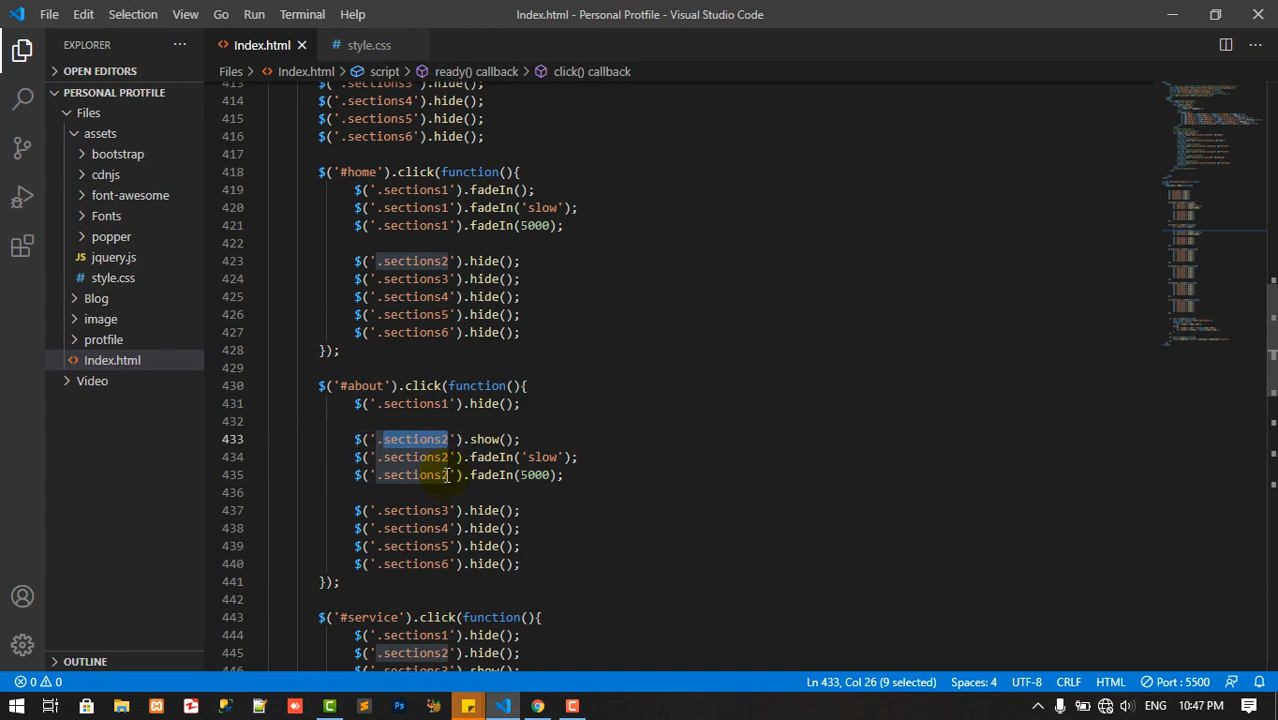 File Edit Selection View Go Run Terminal Help
Index.html - Personal Protfile - Visual Studio Code
EXPLORER
OPEN EDITORS
PERSONAL PROTFILE
Files
assets
bootstrap
cdnjs
font-awesome
Fonts
popper
jquery.js
style.css
Blog
image
protfile
Index.html
Video
OUTLINE
Index.html
style.css
Files > Index.html > script > ready() callback > click() callback
413 $('.sections3').hide();
414 $('.sections4').hide();
415 $('.sections5').hide();
416 $('.sections6').hide();
417
418 $('#home').click(function(){
419 $('.sections1').fadeIn();
420 $('.sections1').fadeIn('slow');
421 $('.sections1').fadeIn(5000);
422
423 $('.sections2').hide();
424 $('.sections3').hide();
425 $('.sections4').hide();
426 $('.sections5').hide();
427 $('.sections6').hide();
428 });
429
430 $('#about').click(function(){
431 $('.sections1').hide();
432
433 $('.sections2').show();
434 $('.sections2').fadeIn('slow');
435 $('.sections2').fadeIn(5000);
436
437 $('.sections3').hide();
438 $('.sections4').hide();
439 $('.sections5').hide();
440 $('.sections6').hide();
441 });
442
443 $('#service').click(function(){
444 $('.sections1').hide();
445 $('.sections2').hide();
446 $('.sections3').show();
0 0 Ln 433, Col 26 (9 selected) Spaces: 4 UTF-8 CRLF HTML Port : 5500
ENG 10:47 PM